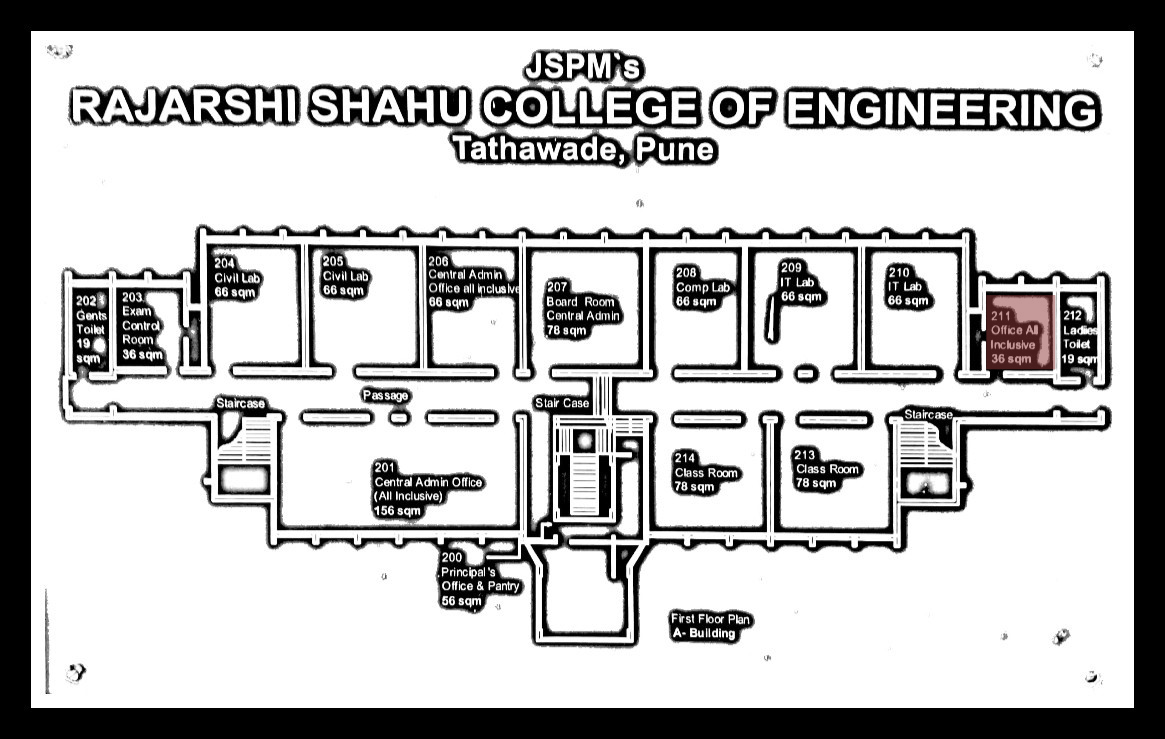 JSPM`s
RAJARSHI SHAHU COLLEGE OF ENGINEERING
Tathawade, Pune
204
Civil Lab
66 sqm
205
Civil Lab
66 sqm
206
Central Admin
Office all inclusive
66 sqm
207
Board Room
Central Admin
78 sqm
208
Comp Lab
66 sqm
209
IT Lab
66 sqm
210
IT Lab
66 sqm
202
Gents
Toilet
19
sqm
203
Exam
Control
Room
36 sqm
211
Office All
Inclusive
36 sqm
212
Ladies
Toilet
19 sqm
Staircase
Passage
Stair Case
Staircase
201
Central Admin Office
(All Inclusive)
156 sqm
214
Class Room
78 sqm
213
Class Room
78 sqm
200
Principal's
Office & Pantry
56 sqm
First Floor Plan
A- Building